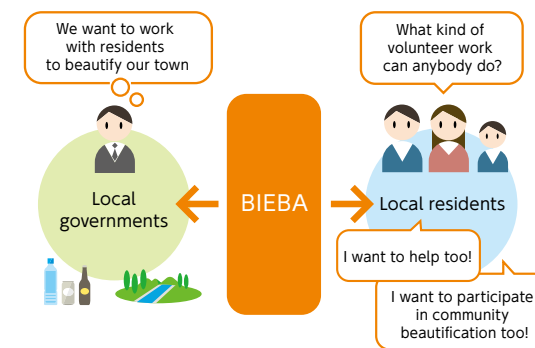 We want to work
with residents
to beautify our town
What kind of
volunteer work
can anybody do?
Local
governments
BIEBA
Local residents
I want to help too!
I want to participate
in community
beautification too!